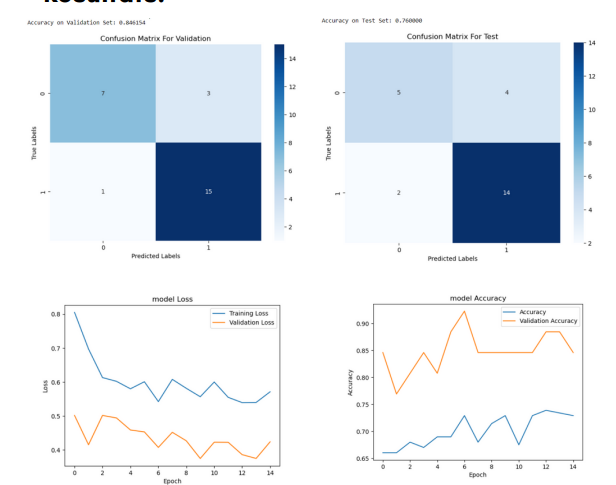 Accuracy on Validation Set: 0.846154
Accuracy on Test Set: 0.760000
Confusion Matrix For Validation
0
1
True Labels
7
3
1
15
0
1
Predicted Labels
14
12
10
8
6
4
2
Confusion Matrix For Test
0
1
True Labels
5
4
2
14
0
1
Predicted Labels
14
12
10
8
6
4
2
model Loss
Training Loss
Validation Loss
Loss
0.8
0.7
0.6
0.5
0.4
0 2 4 6 8 10 12 14
Epoch
model Accuracy
Accuracy
Validation Accuracy
Accuracy
0.90
0.85
0.80
0.75
0.70
0.65
0 2 4 6 8 10 12 14
Epoch